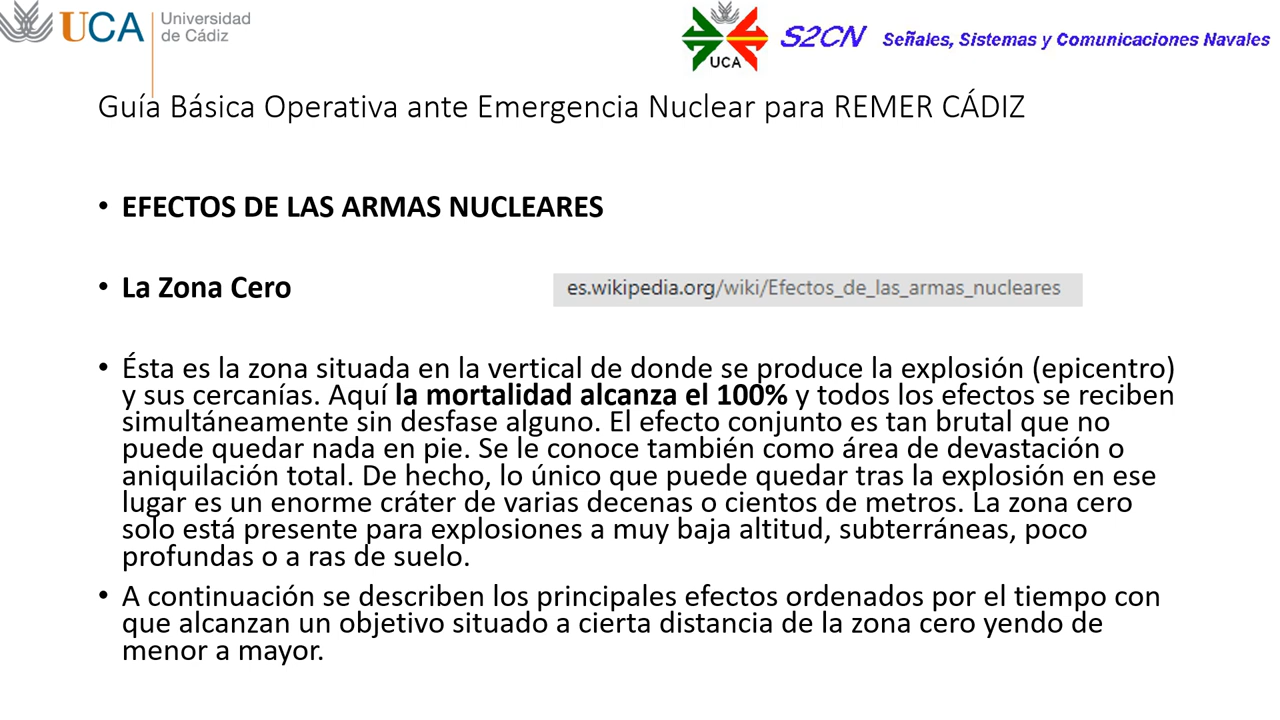 UCA Universidad
de Cádiz
UCA
S2CN Señales, Sistemas y Comunicaciones Navales
Guía Básica Operativa ante Emergencia Nuclear para REMER CÁDIZ
• EFECTOS DE LAS ARMAS NUCLEARES
• La Zona Cero
es.wikipedia.org/wiki/Efectos_de_las_armas_nucleares
• Ésta es la zona situada en la vertical de donde se produce la explosión (epicentro)
y sus cercanías. Aquí la mortalidad alcanza el 100% y todos los efectos se reciben
simultáneamente sin desfase alguno. El efecto conjunto es tan brutal que no
puede quedar nada en pie. Se le conoce también como área de devastación o
aniquilación total. De hecho, lo único que puede quedar tras la explosión en ese
lugar es un enorme cráter de varias decenas o cientos de metros. La zona cero
solo está presente para explosiones a muy baja altitud, subterráneas, poco
profundas o a ras de suelo.
• A continuación se describen los principales efectos ordenados por el tiempo con
que alcanzan un objetivo situado a cierta distancia de la zona cero yendo de
menor a mayor.